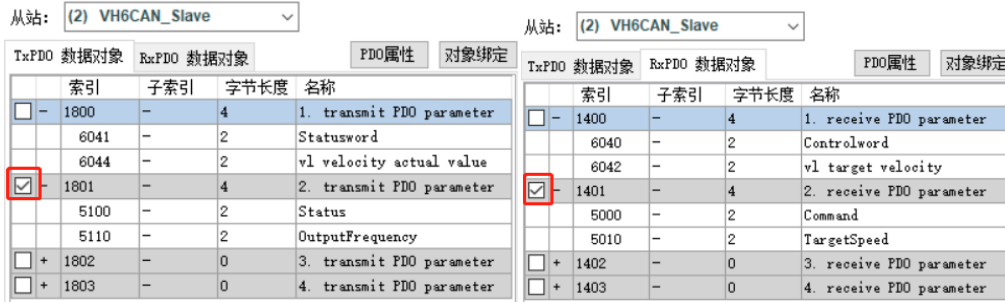 从站： (2) VH6CAN_Slave
TxPDO 数据对象 RxPDO 数据对象 PDO属性 对象绑定
索引 子索引 字节长度 名称
- 1800 - 4 1. transmit PDO parameter
6041 - 2 Statusword
6044 - 2 vl velocity actual value
- 1801 - 4 2. transmit PDO parameter
5100 - 2 Status
5110 - 2 OutputFrequency
+ 1802 - 0 3. transmit PDO parameter
+ 1803 - 0 4. transmit PDO parameter
从站： (2) VH6CAN_Slave
TxPDO 数据对象 RxPDO 数据对象 PDO属性 对象绑定
索引 子索引 字节长度 名称
- 1400 - 4 1. receive PDO parameter
6040 - 2 Controlword
6042 - 2 vl target velocity
- 1401 - 4 2. receive PDO parameter
5000 - 2 Command
5010 - 2 TargetSpeed
+ 1402 - 0 3. receive PDO parameter
+ 1403 - 0 4. receive PDO parameter